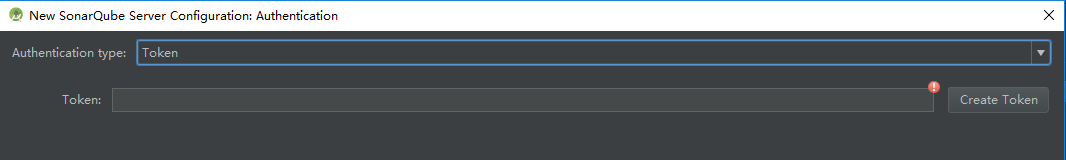 New SonarQube Server Configuration: Authentication
Authentication type: Token
Token: Create Token